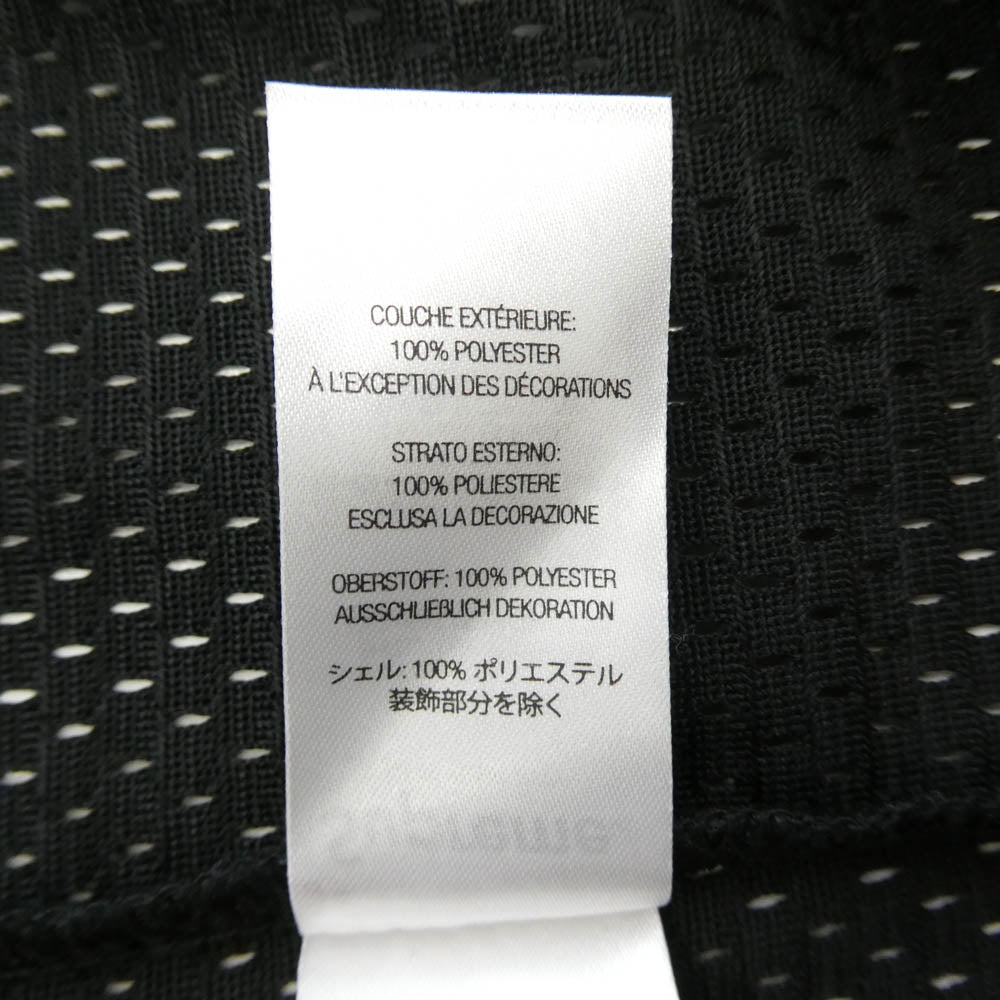 COUCHE EXTÉRIEURE:
100% POLYESTER
À L'EXCEPTION DES DÉCORATIONS
STRATO ESTERNO:
100% POLIESTERE
ESCLUSA LA DECORAZIONE
OBERSTOFF: 100% POLYESTER
AUSSCHLIEßLICH DEKORATION
シェル: 100% ポリエステル
装飾部分を除く